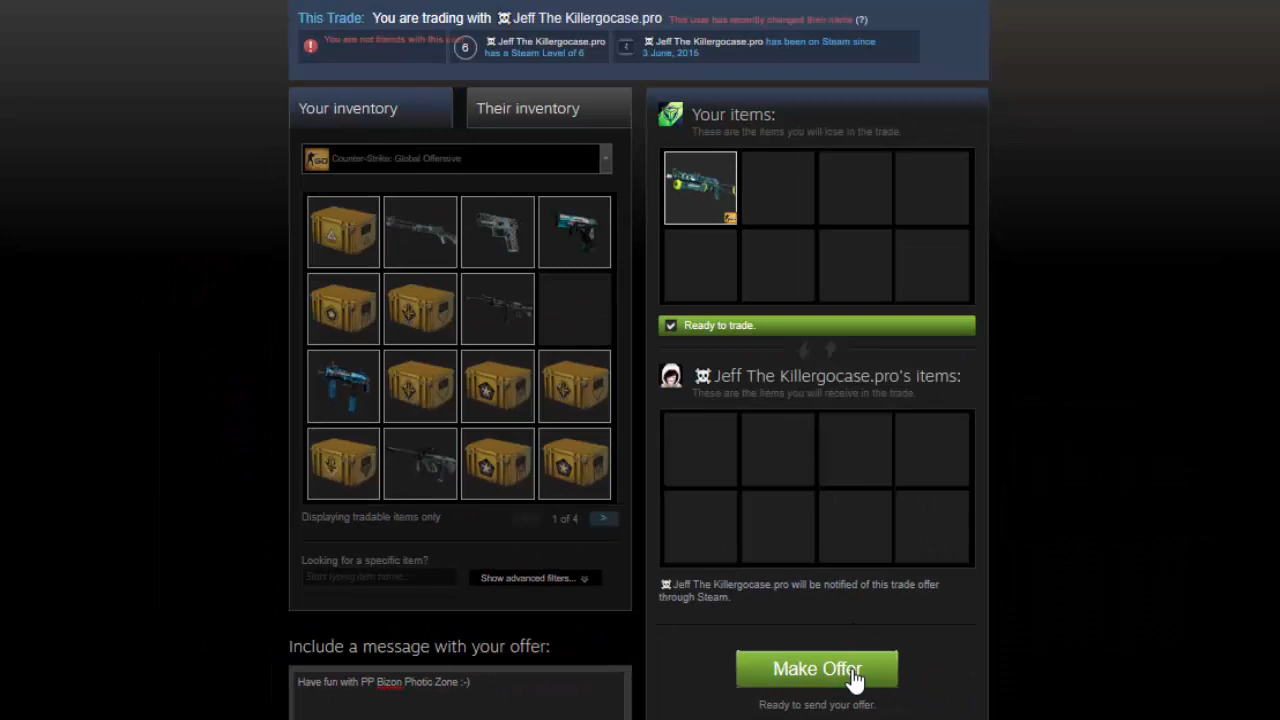 This Trade: You are trading with ☠Jeff The Killergocase.pro This user has recently changed their name (?)
You are not friends with this user
6
☠Jeff The Killergocase.pro
has a Steam Level of 6
☠Jeff The Killergocase.pro has been on Steam since
3 June, 2015
Your inventory
Their inventory
Counter-Strike: Global Offensive
Displaying tradable items only
1 of 4
>
Looking for a specific item?
Start typing item name...
Show advanced filters...
Include a message with your offer:
Have fun with PP Bizon Photic Zone :-)
Your items:
These are the items you will lose in the trade.
Ready to trade.
☠Jeff The Killergocase.pro's items:
These are the items you will receive in the trade.
☠Jeff The Killergocase.pro will be notified of this trade offer
through Steam.
Make Offer
Ready to send your offer.